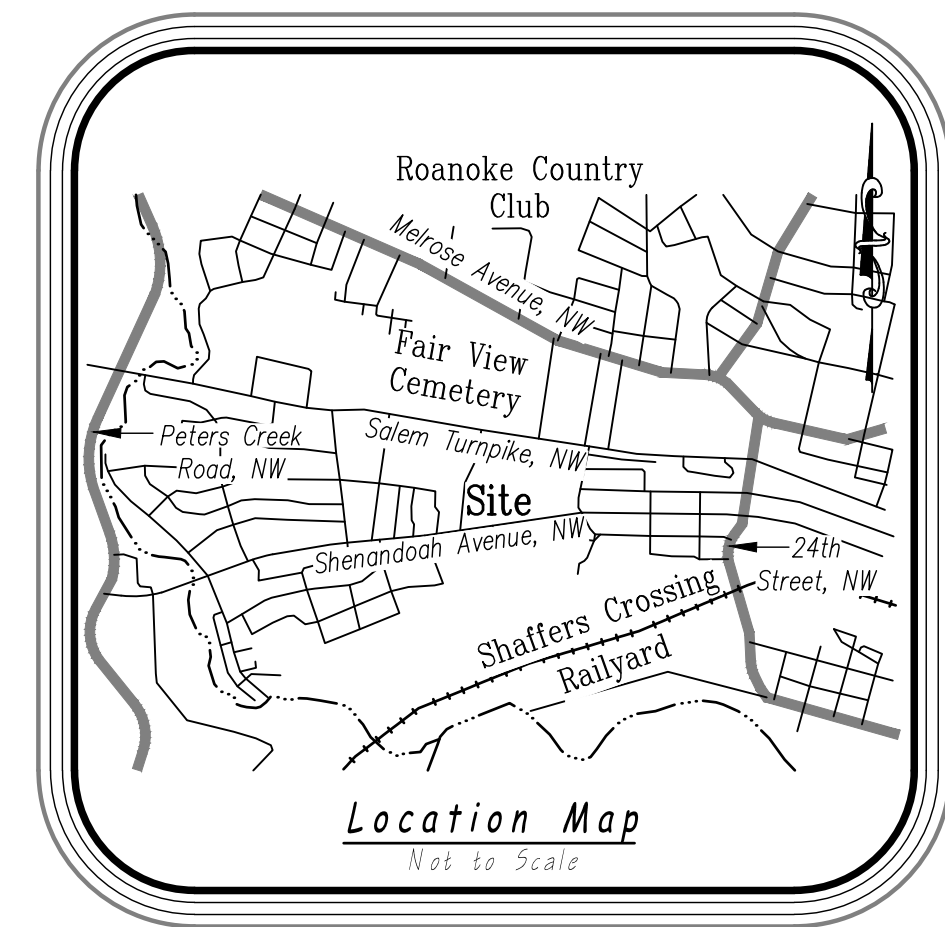 Roanoke Country
Club
Melrose Avenue, NW
Fair View
Cemetery
Peters Creek
Road, NW
Salem Turnpike, NW
Site
Shenandoah Avenue, NW
24th
Street, NW
Shaffers Crossing
Railyard
Location Map
Not to Scale